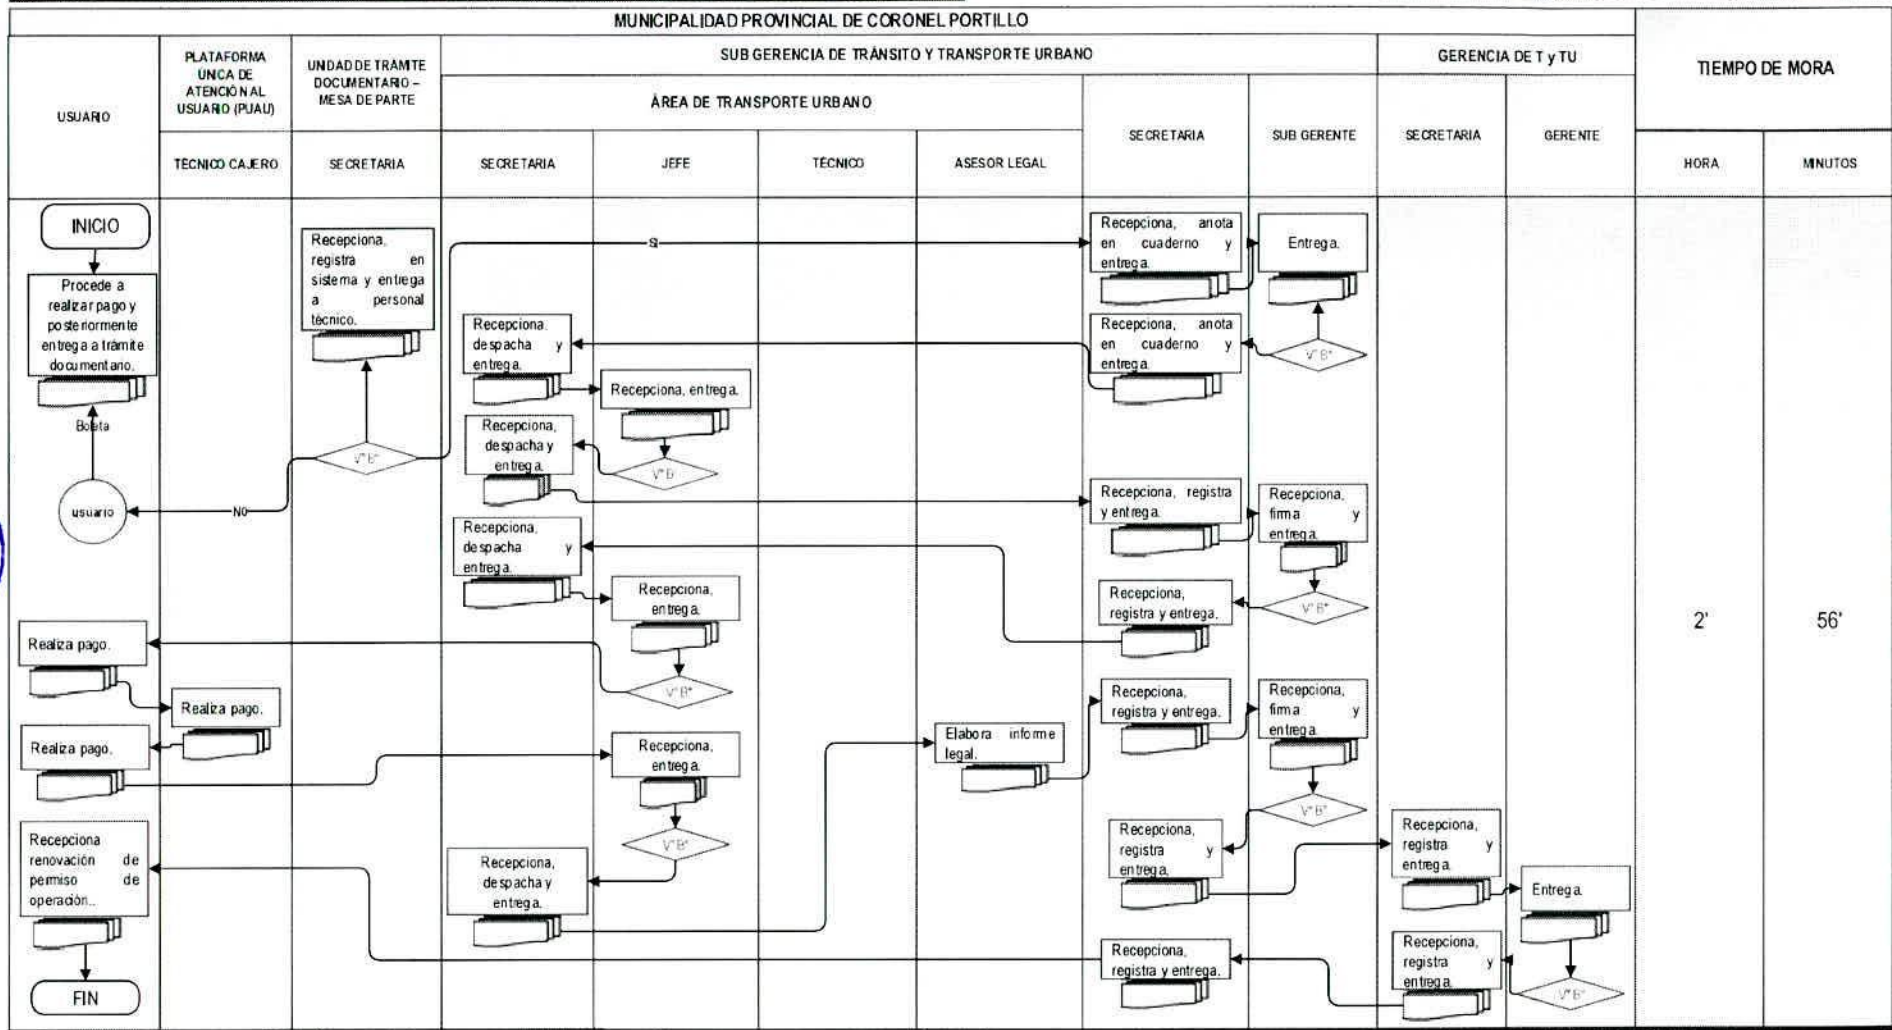 MUNICIPALIDAD PROVINCIAL DE CORONEL PORTILLO
USUARIO
PLATAFORMA
ÚNICA DE
ATENCIÓN AL
USUARIO (PUAU)
UNIDAD DE TRÁMITE
DOCUMENTARIO –
MESA DE PARTE
SUB GERENCIA DE TRÁNSITO Y TRANSPORTE URBANO
GERENCIA DE T y TU
TIEMPO DE MORA
ÁREA DE TRANSPORTE URBANO
SECRETARIA
SUB GERENTE
SECRETARIA
GERENTE
TÉCNICO CAJERO
SECRETARIA
SECRETARIA
JEFE
TÉCNICO
ASESOR LEGAL
HORA
MINUTOS
INICIO
Procede a
realizar pago y
posteriormente
entrega a trámite
documentario.
Boleta
usuario
NO
Recepciona,
registra en
sistema y entrega
a personal
técnico.
V°B°
SI
Recepciona, anota
en cuaderno y
entrega.
Entrega.
V°B°
Recepciona, anota
en cuaderno y
entrega.
Recepciona.
despacha y
entrega.
Recepciona, entrega.
V°B
Recepciona,
despacha y
entrega.
Recepciona, registra
y entrega.
Recepciona,
firma y
entrega.
V°B°
Recepciona,
registra y entrega.
Recepciona,
despacha y
entrega.
Recepciona,
entrega.
V°B°
Realiza pago.
Realiza pago.
Realiza pago.
Recepciona,
entrega.
V°B°
Recepciona,
despacha y
entrega.
Elabora informe
legal.
Recepciona,
registra y entrega.
Recepciona,
firma y
entrega.
V°B°
Recepciona,
registra y
entrega,
Recepciona,
registra y
entrega.
Entrega.
V°B°
Recepciona,
registra y
entrega.
Recepciona,
registra y entrega.
Recepciona
renovación de
permiso de
operación..
FIN
2'
56'